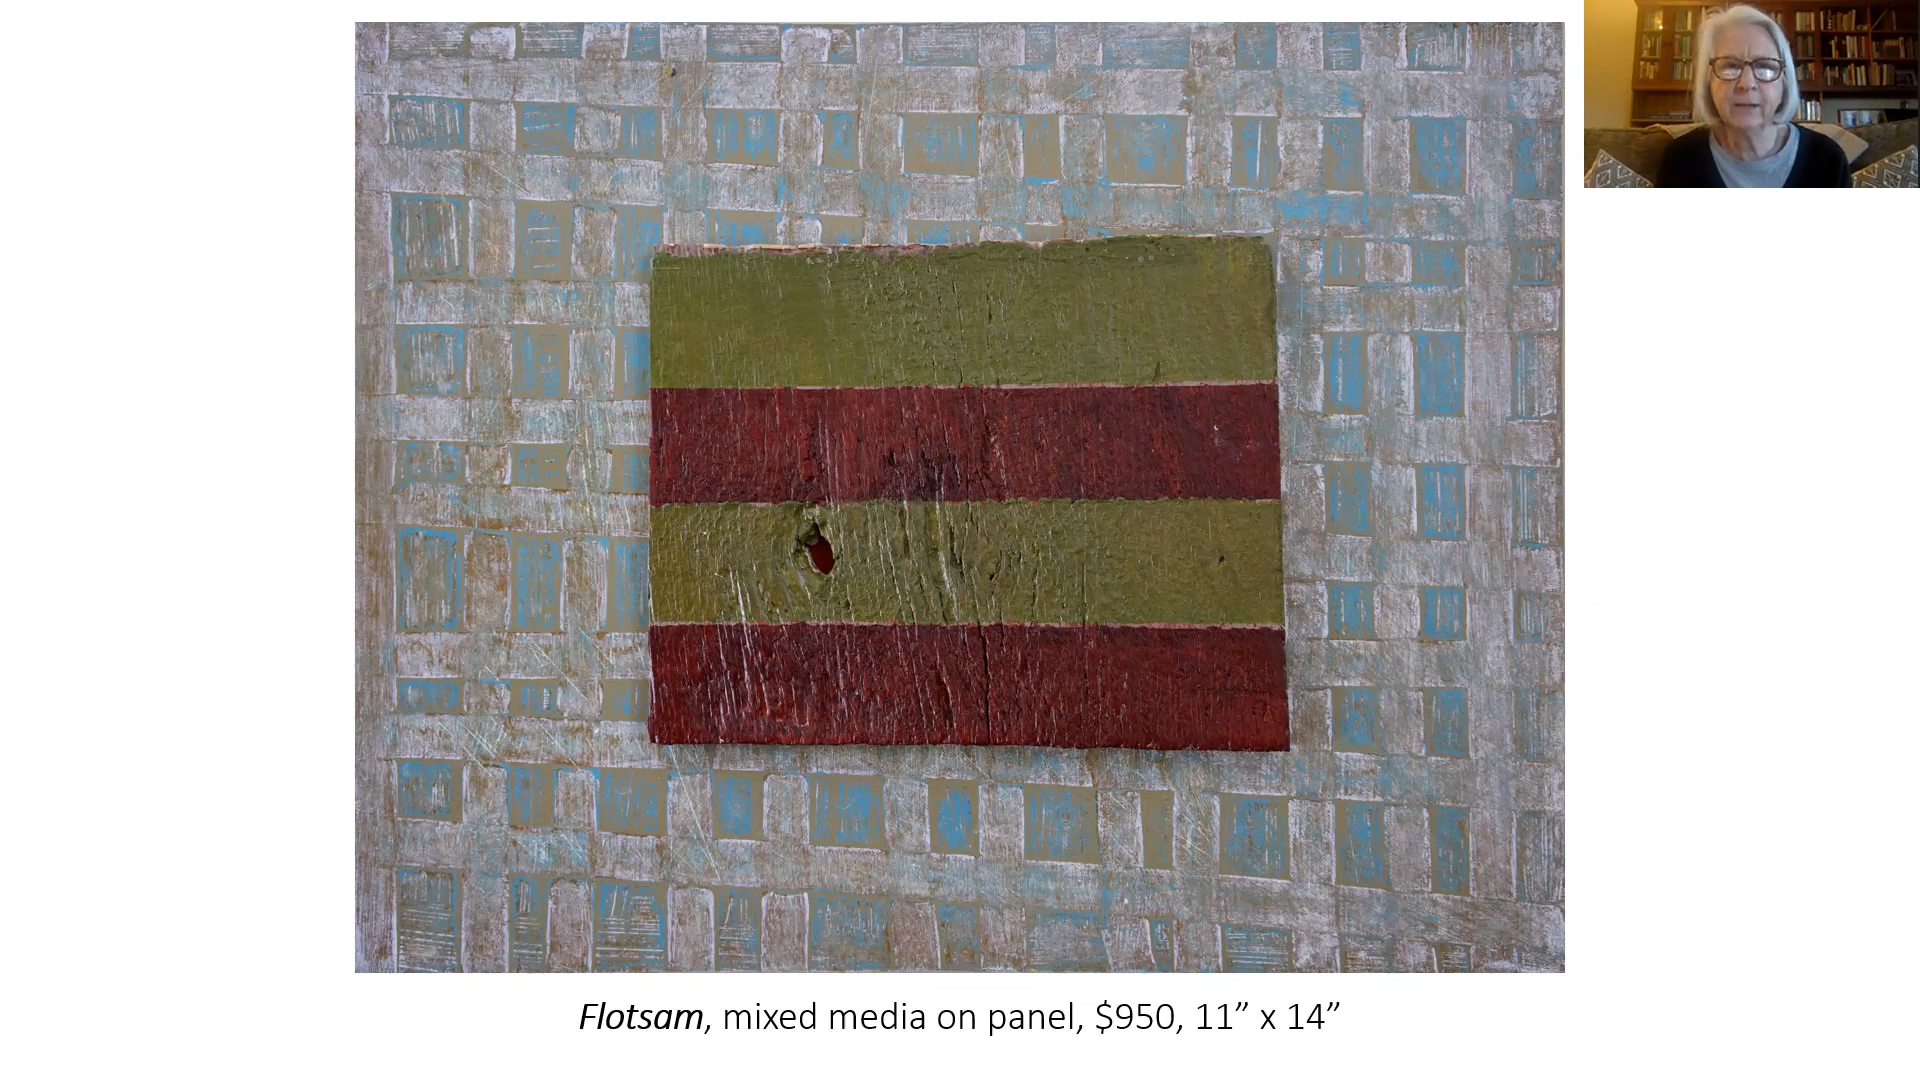 Flotsam, mixed media on panel, $950, 11” x 14”